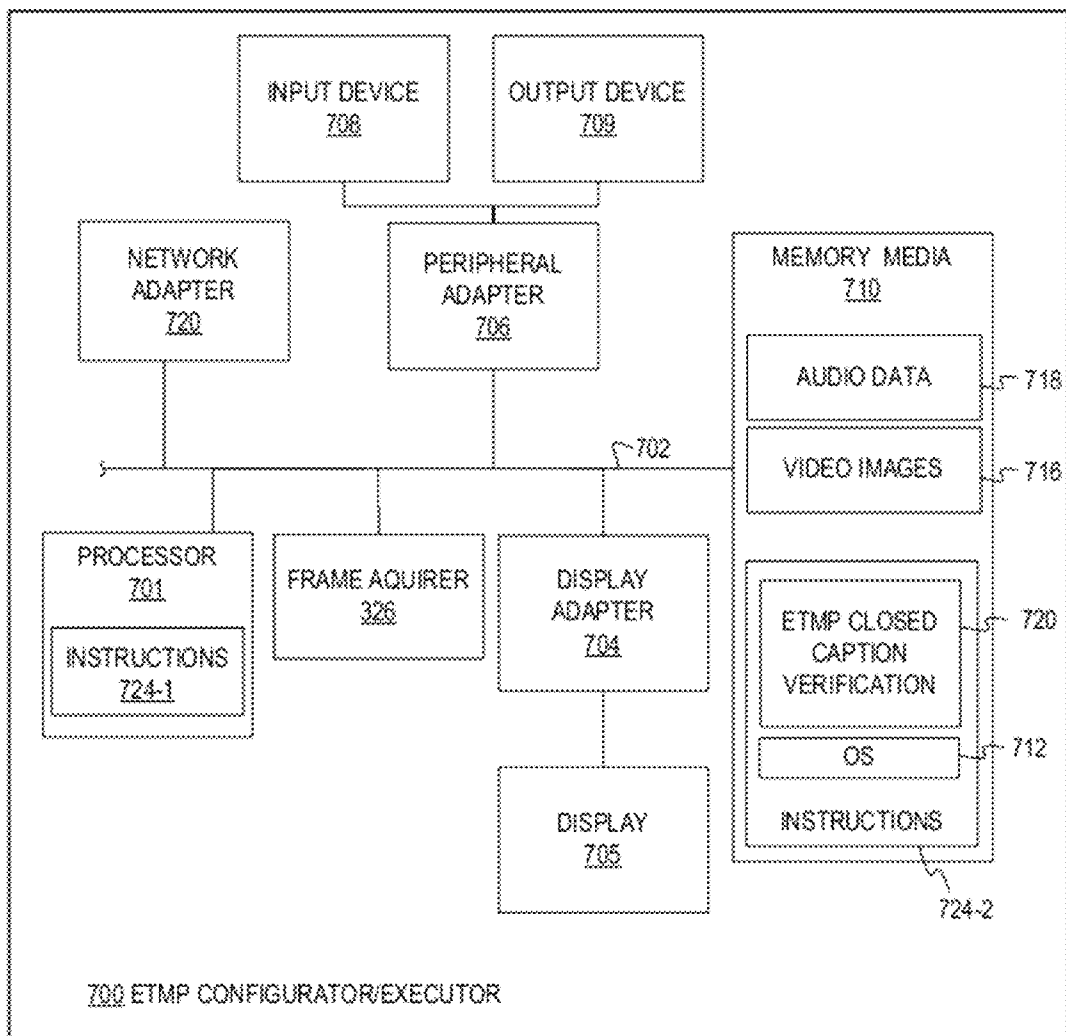 INPUT DEVICE
708
OUTPUT DEVICE
709
NETWORK
ADAPTER
720
PERIPHERAL
ADAPTER
706
MEMORY MEDIA
710
AUDIO DATA
718
VIDEO IMAGES
716
702
PROCESSOR
701
INSTRUCTIONS
724-1
FRAME AQUIRER
326
DISPLAY
ADAPTER
704
ETMP CLOSED
CAPTION
VERIFICATION
720
OS
712
INSTRUCTIONS
724-2
DISPLAY
705
700 ETMP CONFIGURATOR/EXECUTOR